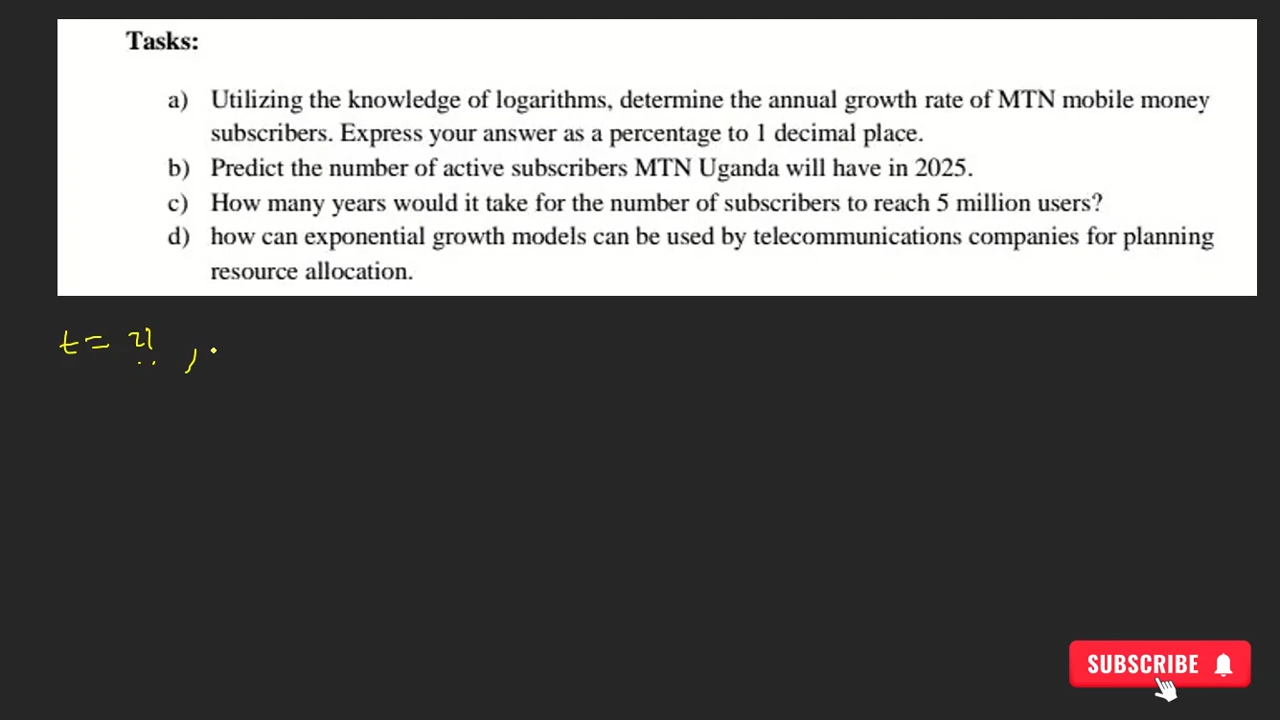 Tasks:
a) Utilizing the knowledge of logarithms, determine the annual growth rate of MTN mobile money
subscribers. Express your answer as a percentage to 1 decimal place.
b) Predict the number of active subscribers MTN Uganda will have in 2025.
c) How many years would it take for the number of subscribers to reach 5 million users?
d) how can exponential growth models can be used by telecommunications companies for planning
resource allocation.
t = ?? ,
SUBSCRIBE